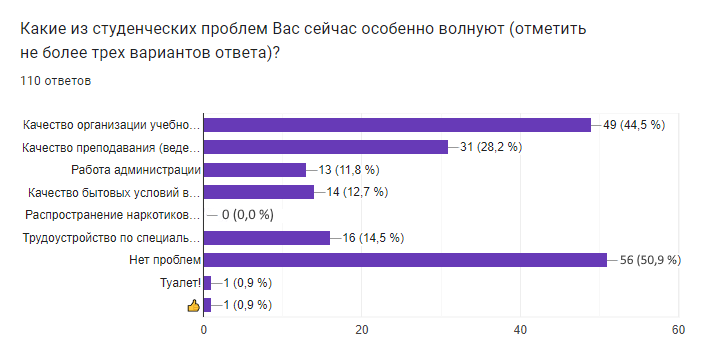 Какие из студенческих проблем Вас сейчас особенно волнуют (отметить
не более трех вариантов ответа)?
110 ответов
Качество организации учебно... 49 (44,5 %)
Качество преподавания (веде... 31 (28,2 %)
Работа администрации 13 (11,8 %)
Качество бытовых условий в... 14 (12,7 %)
Распространение наркотиков... 0 (0,0 %)
Трудоустройство по специаль... 16 (14,5 %)
Нет проблем 56 (50,9 %)
Туалет! 1 (0,9 %)
👍 1 (0,9 %)
0 20 40 60